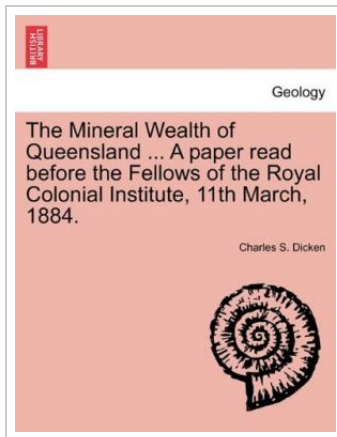 BRITISH
LIBRARY
Geology
The Mineral Wealth of
Queensland ... A paper read
before the Fellows of the Royal
Colonial Institute, 11th March,
1884.
Charles S. Dicken